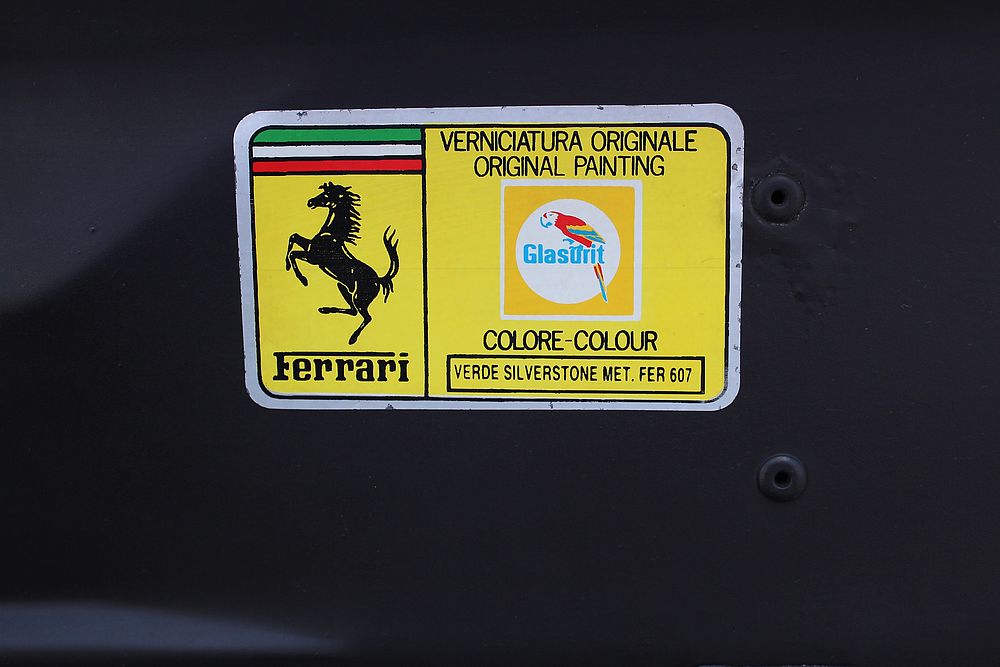 VERNICIATURA ORIGINALE
ORIGINAL PAINTING
Glasurit
COLORE-COLOUR
VERDE SILVERSTONE MET. FER 607
Ferrari